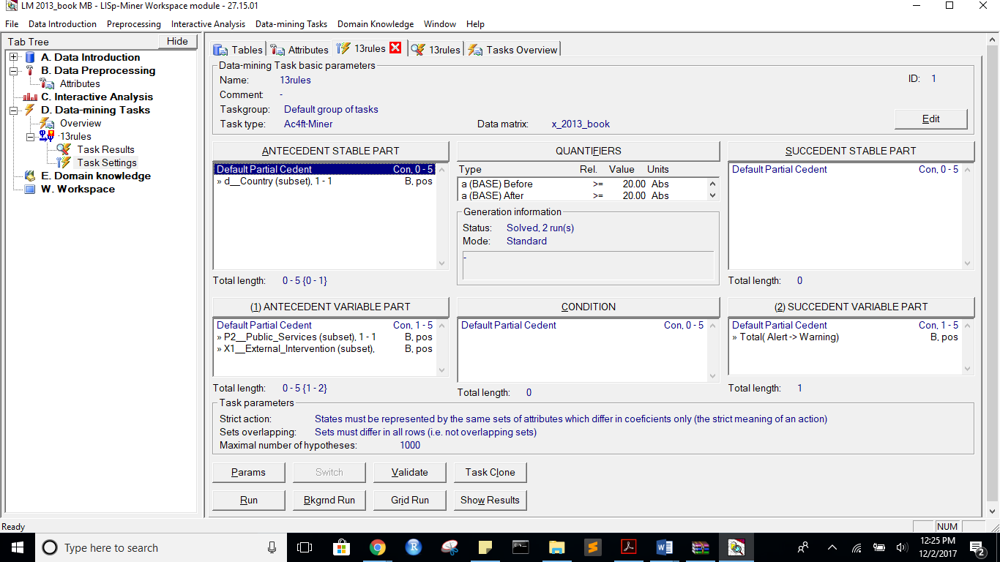 LM 2013_book MB - LISp-Miner Workspace module - 27.15.01
File Data Introduction Preprocessing Interactive Analysis Data-mining Tasks Domain Knowledge Window Help
Tab Tree Hide
A. Data Introduction
B. Data Preprocessing
Attributes
C. Interactive Analysis
D. Data-mining Tasks
Overview
13rules
Task Results
Task Settings
E. Domain knowledge
W. Workspace
Tables Attributes 13rules 13rules Tasks Overview
Data-mining Task basic parameters
Name: 13rules ID: 1
Comment: -
Taskgroup: Default group of tasks
Task type: Ac4ft-Miner Data matrix: x_2013_book
Edit
ANTECEDENT STABLE PART
Default Partial Cedent Con, 0 - 5
» d__Country (subset), 1 - 1 B, pos
Total length: 0 - 5 {0 - 1}
QUANTIFIERS
Type Rel. Value Units
a (BASE) Before >= 20.00 Abs
a (BASE) After >= 20.00 Abs
Generation information
Status: Solved, 2 run(s)
Mode: Standard
-
SUCCEDENT STABLE PART
Default Partial Cedent Con, 0 - 5
Total length: 0
(1) ANTECEDENT VARIABLE PART
Default Partial Cedent Con, 1 - 5
» P2__Public_Services (subset), 1 - 1 B, pos
» X1__External_Intervention (subset), B, pos
Total length: 0 - 5 {1 - 2}
CONDITION
Default Partial Cedent Con, 0 - 5
Total length: 0
(2) SUCCEDENT VARIABLE PART
Default Partial Cedent Con, 1 - 5
» Total( Alert -> Warning) B, pos
Total length: 1
Task parameters
Strict action: States must be represented by the same sets of attributes which differ in coeficients only (the strict meaning of an action)
Sets overlapping: Sets must differ in all rows (i.e. not overlapping sets)
Maximal number of hypotheses: 1000
Params Switch Validate Task Clone
Run Bkgrnd Run Grid Run Show Results
Ready NUM
Type here to search
12:25 PM
12/2/2017
2